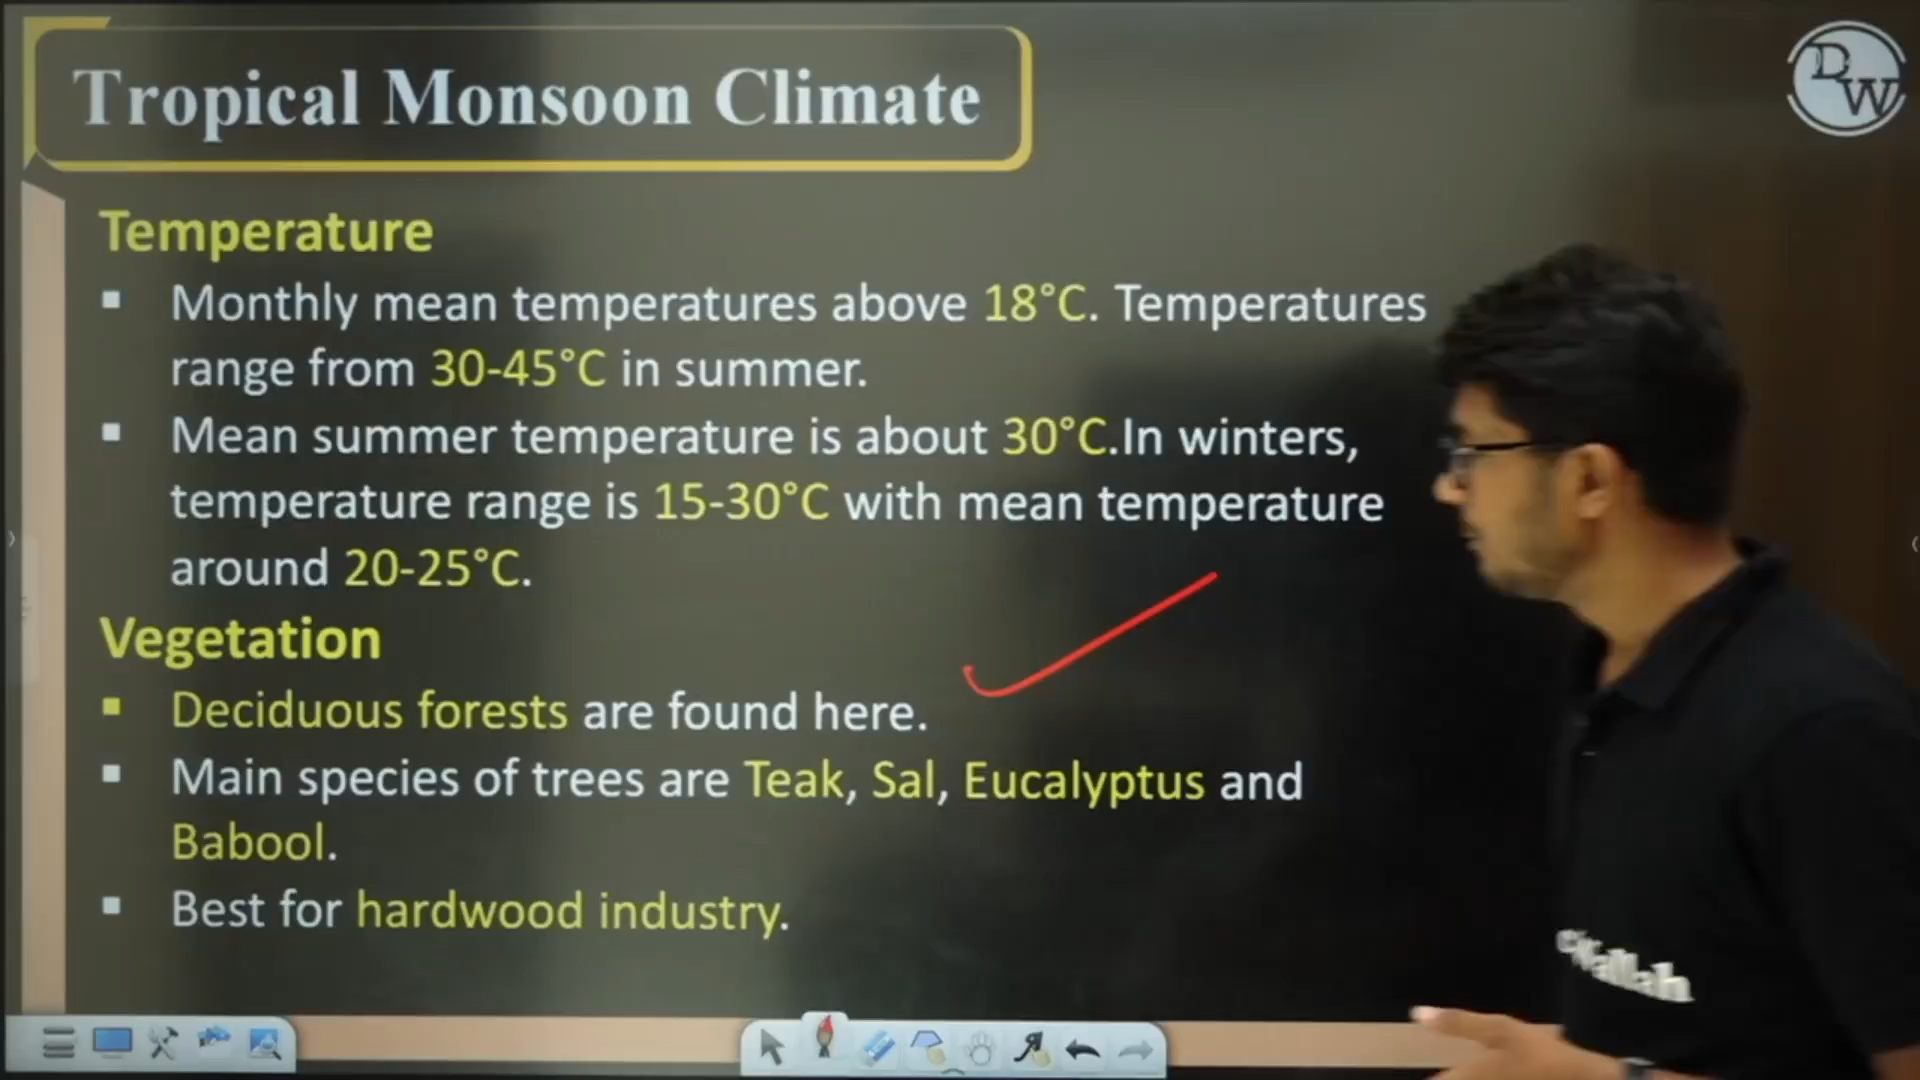 Tropical Monsoon Climate
PW
Temperature
▪ Monthly mean temperatures above 18°C. Temperatures
range from 30-45°C in summer.
▪ Mean summer temperature is about 30°C.In winters,
temperature range is 15-30°C with mean temperature
around 20-25°C.
Vegetation
▪ Deciduous forests are found here.
▪ Main species of trees are Teak, Sal, Eucalyptus and
Babool.
▪ Best for hardwood industry.